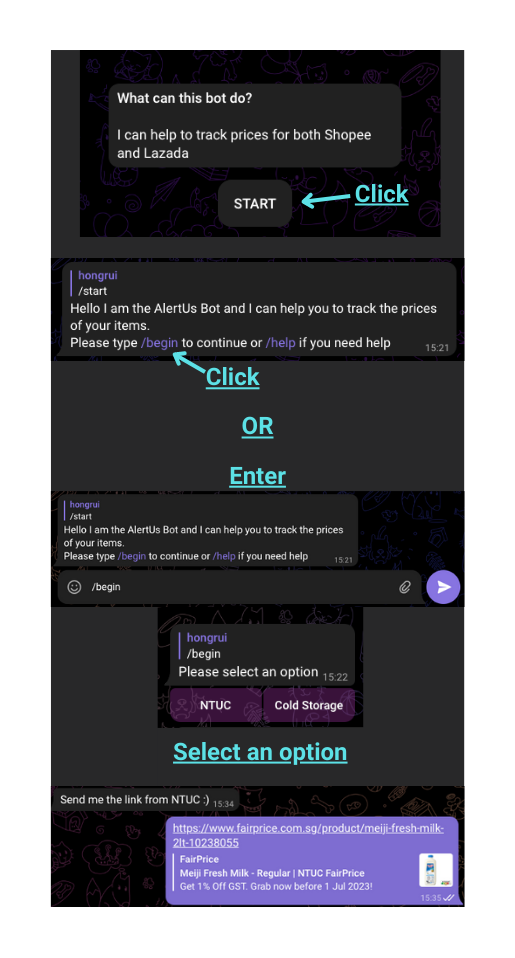 What can this bot do?
I can help to track prices for both Shopee
and Lazada
START
Click
hongrui
/start
Hello I am the AlertUs Bot and I can help you to track the prices
of your items.
Please type /begin to continue or /help if you need help
15:21
Click
OR
Enter
hongrui
/start
Hello I am the AlertUs Bot and I can help you to track the prices
of your items.
Please type /begin to continue or /help if you need help
15:21
/begin
hongrui
/begin
Please select an option
15:22
NTUC
Cold Storage
Select an option
Send me the link from NTUC :)
15:34
https://www.fairprice.com.sg/product/meiji-fresh-milk-
2lt-10238055
FairPrice
Meiji Fresh Milk - Regular | NTUC FairPrice
Get 1% Off GST. Grab now before 1 Jul 2023!
15:35